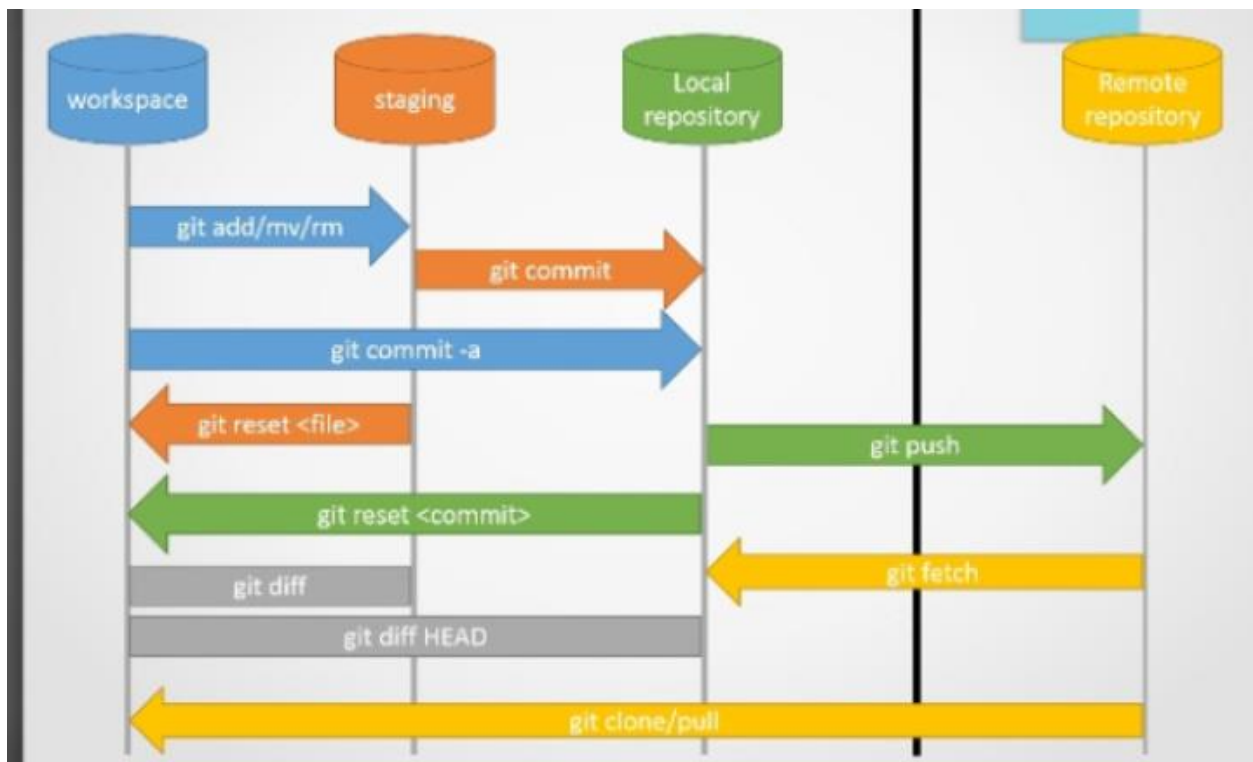 workspace
staging
Local
repository
Remote
repository
git add/mv/rm
git commit
git commit -a
git reset <file>
git push
git reset <commit>
git fetch
git diff
git diff HEAD
git clone/pull